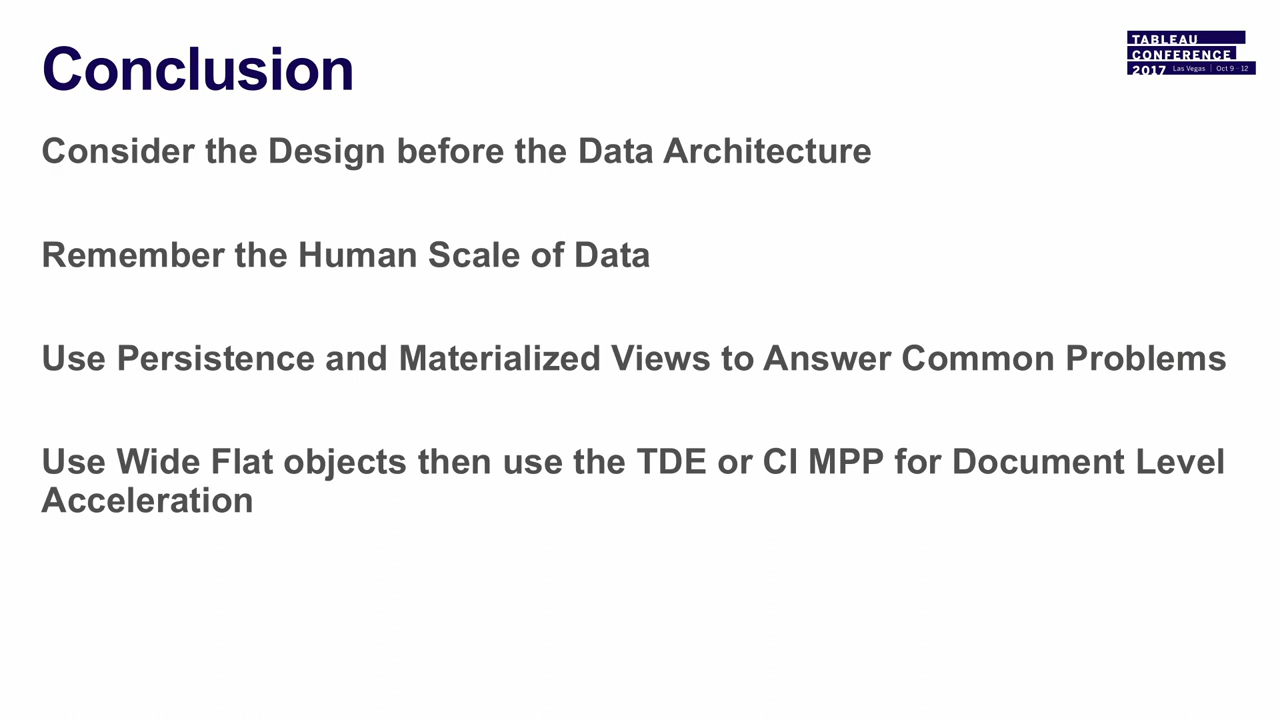 Conclusion
TABLEAU
CONFERENCE
2017 Las Vegas | Oct 9 - 12
Consider the Design before the Data Architecture
Remember the Human Scale of Data
Use Persistence and Materialized Views to Answer Common Problems
Use Wide Flat objects then use the TDE or CI MPP for Document Level
Acceleration